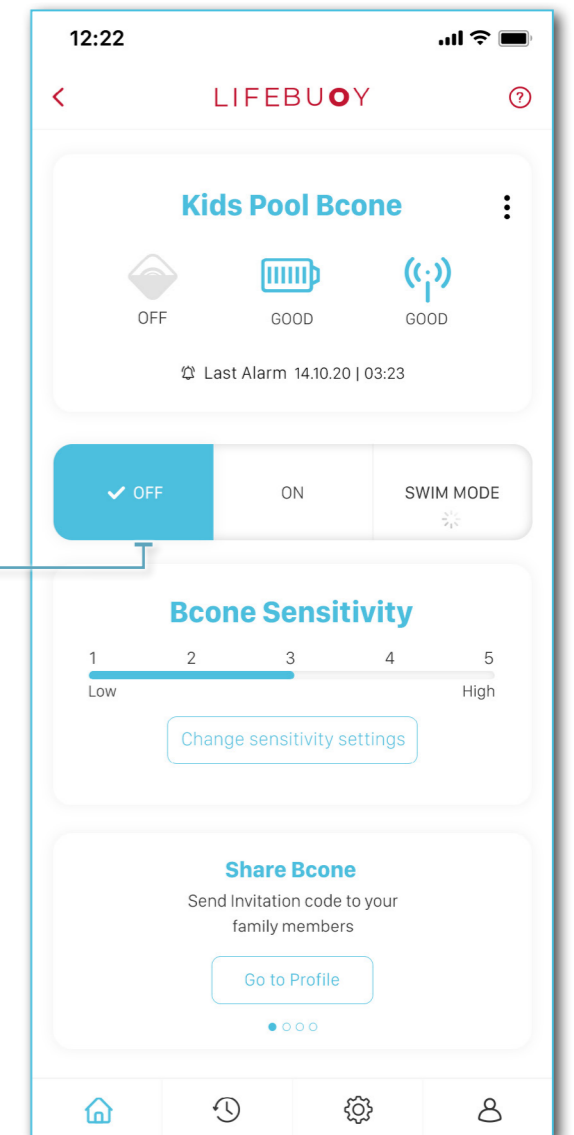 12:22
LIFEBUOY
?
Kids Pool Bcone
OFF GOOD GOOD
Last Alarm 14.10.20 | 03:23
OFF ON SWIM MODE
Bcone Sensitivity
1 2 3 4 5
Low High
Change sensitivity settings
Share Bcone
Send Invitation code to your
family members
Go to Profile